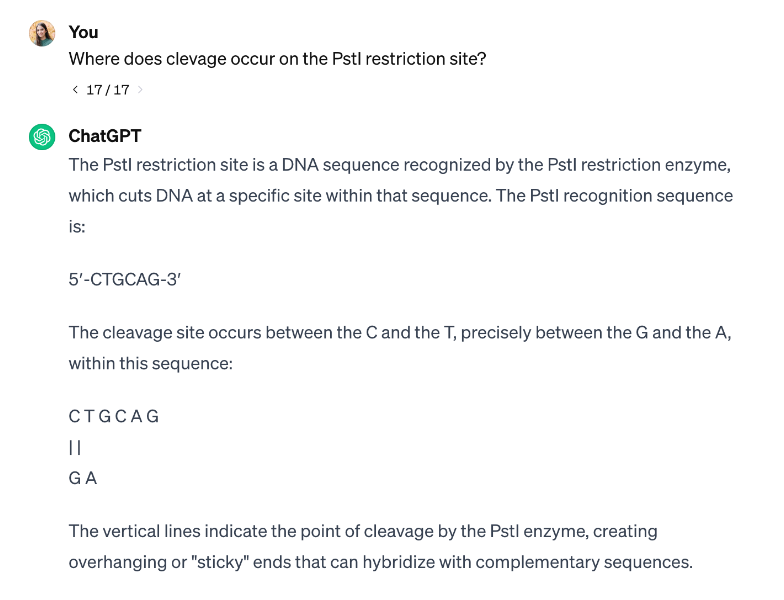 You
Where does clevage occur on the PstI restriction site?
< 17 / 17 >
ChatGPT
The PstI restriction site is a DNA sequence recognized by the PstI restriction enzyme,
which cuts DNA at a specific site within that sequence. The PstI recognition sequence
is:
5′-CTGCAG-3′
The cleavage site occurs between the C and the T, precisely between the G and the A,
within this sequence:
C T G C A G
| |
G A
The vertical lines indicate the point of cleavage by the PstI enzyme, creating
overhanging or "sticky" ends that can hybridize with complementary sequences.